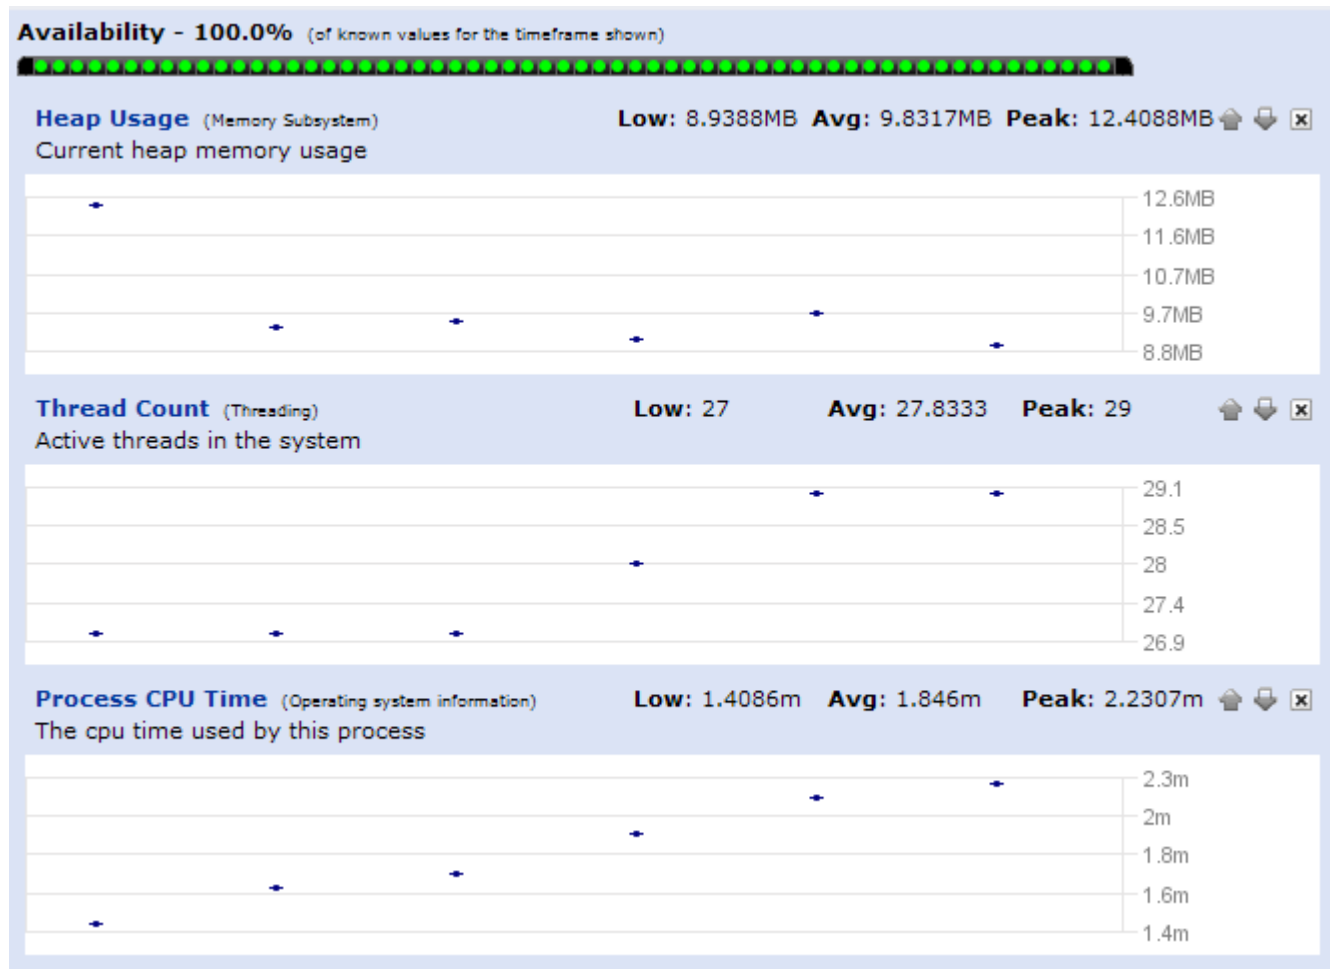 Availability - 100.0% (of known values for the timeframe shown)
Heap Usage (Memory Subsystem) Low: 8.9388MB Avg: 9.8317MB Peak: 12.4088MB
Current heap memory usage
12.6MB
11.6MB
10.7MB
9.7MB
8.8MB
Thread Count (Threading) Low: 27 Avg: 27.8333 Peak: 29
Active threads in the system
29.1
28.5
28
27.4
26.9
Process CPU Time (Operating system information) Low: 1.4086m Avg: 1.846m Peak: 2.2307m
The cpu time used by this process
2.3m
2m
1.8m
1.6m
1.4m